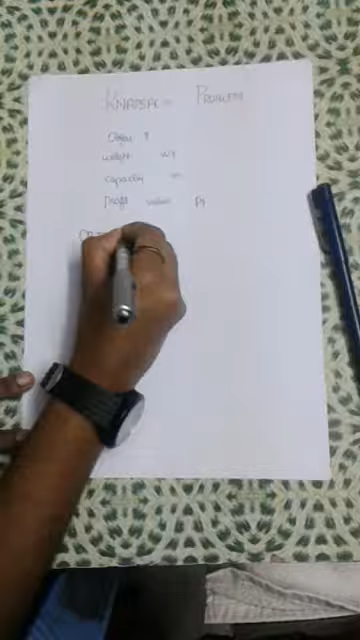 KNAPSACK PROBLEM
Object i
weight wi
capacity m
Profit value Pi